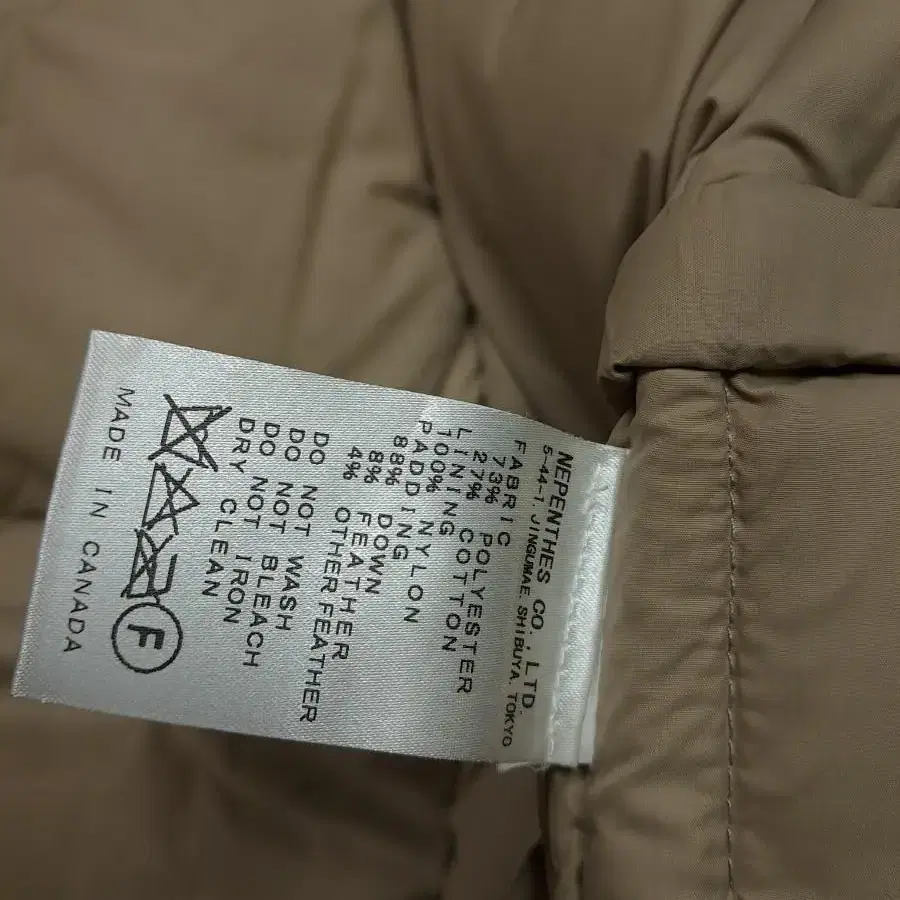 NEPENTHES CO., LTD.
5-44-1. JINGUMAE. SHIBUYA. TOKYO
FABRIC
73% POLYESTER
27% COTTON
LINING
100% NYLON
PADDING
88% DOWN
8% FEATHER
4% OTHER FEATHER
DO NOT WASH
DO NOT BLEACH
DO NOT IRON
DRY CLEAN
F
MADE IN CANADA